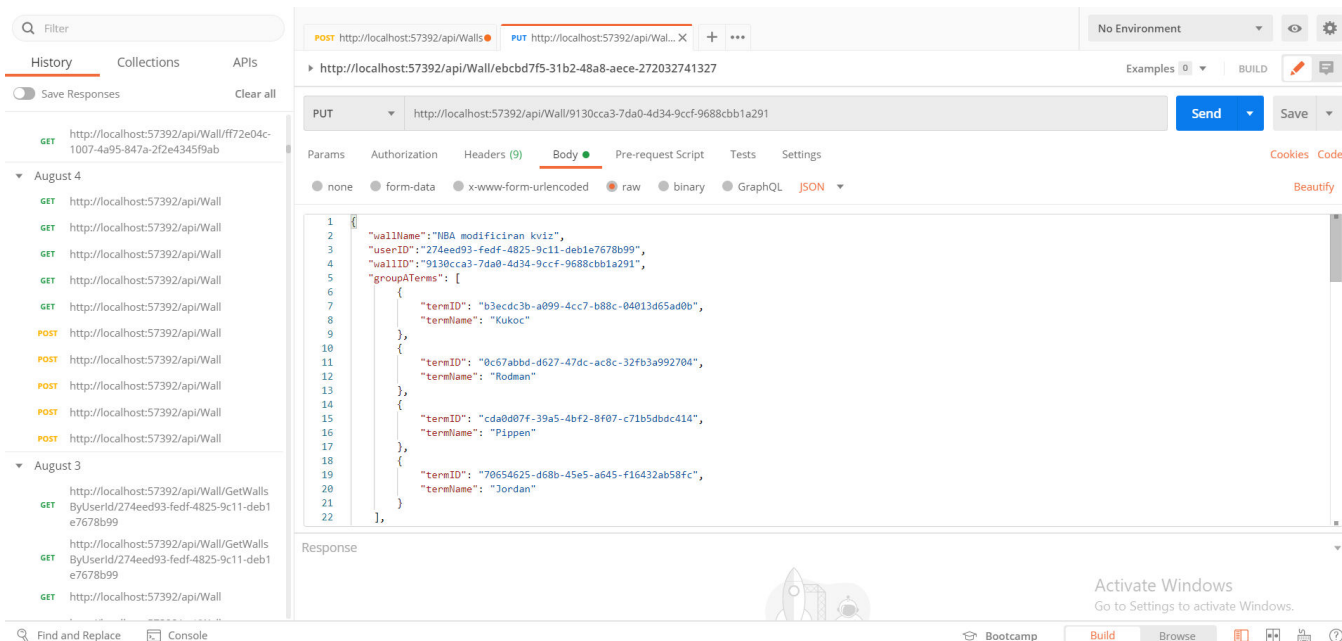 Filter
History Collections APIs
Save Responses Clear all
GET http://localhost:57392/api/Wall/ff72e04c-
1007-4a95-847a-2f2e4345f9ab
August 4
GET http://localhost:57392/api/Wall
GET http://localhost:57392/api/Wall
GET http://localhost:57392/api/Wall
GET http://localhost:57392/api/Wall
GET http://localhost:57392/api/Wall
POST http://localhost:57392/api/Wall
POST http://localhost:57392/api/Wall
POST http://localhost:57392/api/Wall
POST http://localhost:57392/api/Wall
POST http://localhost:57392/api/Wall
August 3
GET http://localhost:57392/api/Wall/GetWalls
ByUserId/274eed93-fedf-4825-9c11-deb1
e7678b99
GET http://localhost:57392/api/Wall/GetWalls
ByUserId/274eed93-fedf-4825-9c11-deb1
e7678b99
GET http://localhost:57392/api/Wall
POST http://localhost:57392/api/Walls PUT http://localhost:57392/api/Wal... X + •••
No Environment
http://localhost:57392/api/Wall/ebcbd7f5-31b2-48a8-aece-272032741327
Examples 0 BUILD
PUT http://localhost:57392/api/Wall/9130cca3-7da0-4d34-9ccf-9688cbb1a291 Send Save
Params Authorization Headers (9) Body Pre-request Script Tests Settings Cookies Code
none form-data x-www-form-urlencoded raw binary GraphQL JSON Beautify
1 {
2 "wallName":"NBA modificiran kviz",
3 "userID":"274eed93-fedf-4825-9c11-deb1e7678b99",
4 "wallID":"9130cca3-7da0-4d34-9ccf-9688cbb1a291",
5 "groupATerms": [
6 {
7 "termID": "b3ecdc3b-a099-4cc7-b88c-04013d65ad0b",
8 "termName": "Kukoc"
9 },
10 {
11 "termID": "0c67abbd-d627-47dc-ac8c-32fb3a992704",
12 "termName": "Rodman"
13 },
14 {
15 "termID": "cda0d07f-39a5-4bf2-8f07-c71b5dbdc414",
16 "termName": "Pippen"
17 },
18 {
19 "termID": "70654625-d68b-45e5-a645-f16432ab58fc",
20 "termName": "Jordan"
21 }
22 ],
Response
Activate Windows
Go to Settings to activate Windows.
Find and Replace Console
Bootcamp Build Browse